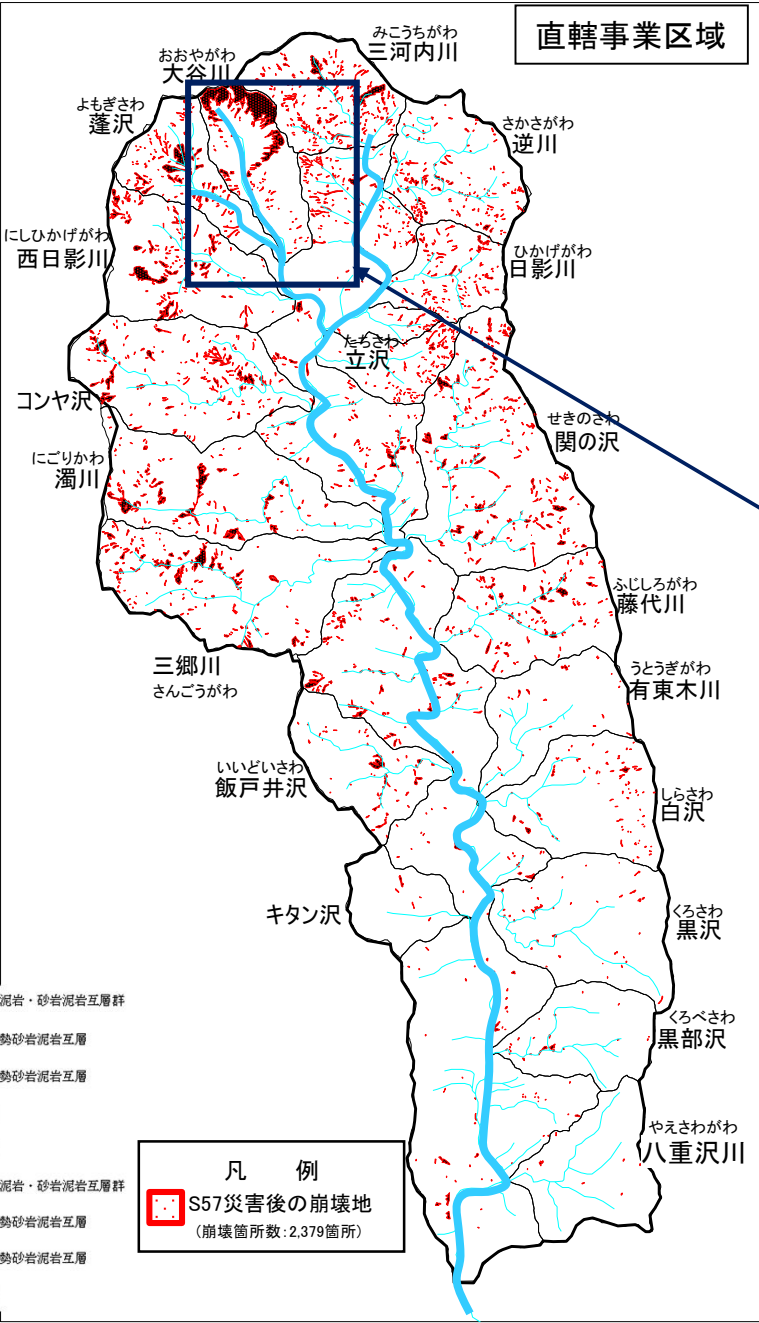 直轄事業区域
みこうちがわ
三河内川
おおやがわ
大谷川
よもぎさわ
蓬沢
さかさがわ
逆川
にしひかげがわ
西日影川
ひかげがわ
日影川
たちさわ
立沢
コンヤ沢
せきのさわ
関の沢
にごりかわ
濁川
ふじしろがわ
藤代川
三郷川
さんごうがわ
うとうぎがわ
有東木川
いいどいさわ
飯戸井沢
しらさわ
白沢
キタン沢
くろさわ
黒沢
泥岩・砂岩泥岩互層群
勢砂岩泥岩互層
くろべさわ
黒部沢
勢砂岩泥岩互層
やえさわがわ
八重沢川
凡 例
泥岩・砂岩泥岩互層群
S57災害後の崩壊地
勢砂岩泥岩互層
(崩壊箇所数:2,379箇所)
勢砂岩泥岩互層